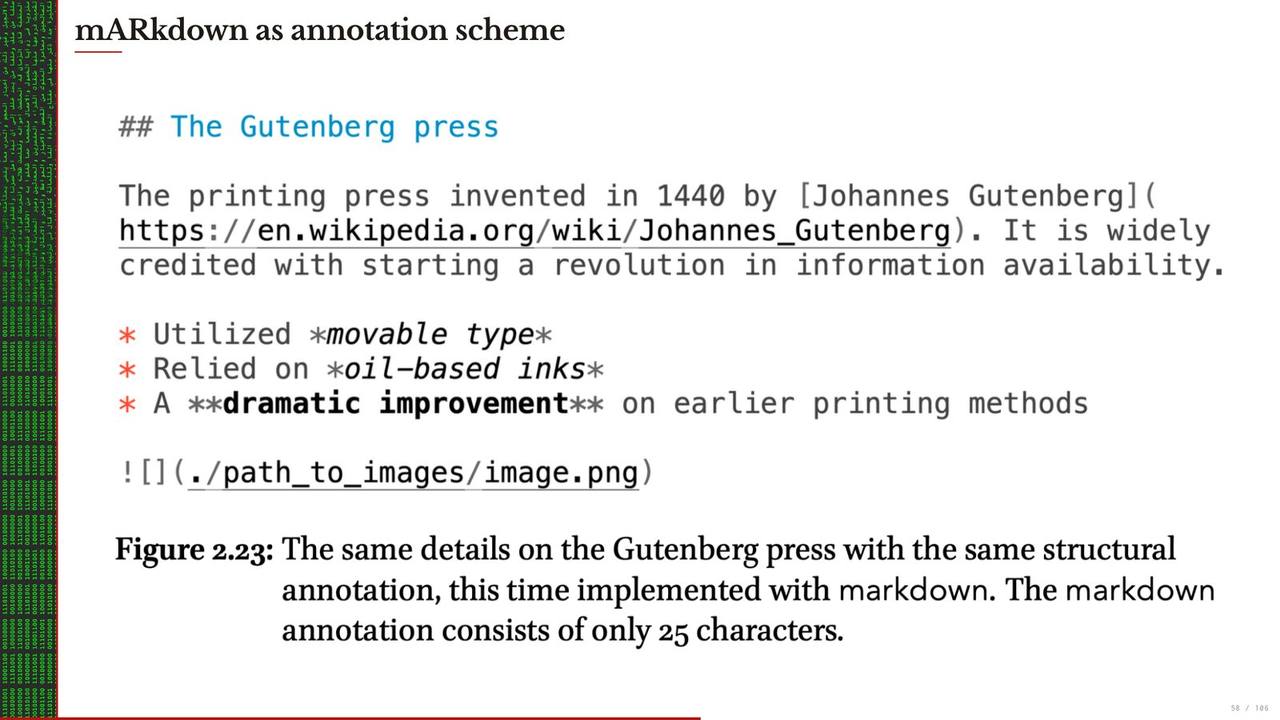 mARkdown as annotation scheme
## The Gutenberg press
The printing press invented in 1440 by [Johannes Gutenberg](
https://en.wikipedia.org/wiki/Johannes_Gutenberg). It is widely
credited with starting a revolution in information availability.
* Utilized *movable type*
* Relied on *oil-based inks*
* A **dramatic improvement** on earlier printing methods
![](./path_to_images/image.png)
Figure 2.23: The same details on the Gutenberg press with the same structural
annotation, this time implemented with markdown. The markdown
annotation consists of only 25 characters.
58 / 106